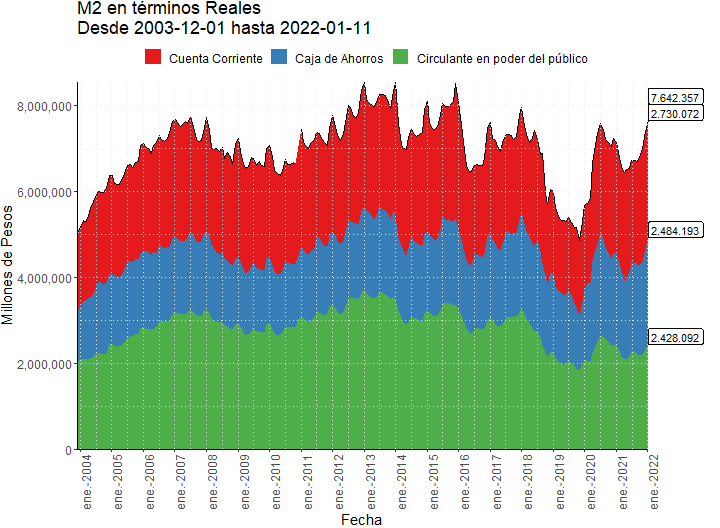 M2 en términos Reales
Desde 2003-12-01 hasta 2022-01-11
Cuenta Corriente Caja de Ahorros Circulante en poder del público
Millones de Pesos
8,000,000
6,000,000
4,000,000
2,000,000
0
7.642.357
2.730.072
2.484.193
2.428.092
ene.-2004
ene.-2005
ene.-2006
ene.-2007
ene.-2008
ene.-2009
ene.-2010
ene.-2011
ene.-2012
ene.-2013
ene.-2014
ene.-2015
ene.-2016
ene.-2017
ene.-2018
ene.-2019
ene.-2020
ene.-2021
ene.-2022
Fecha